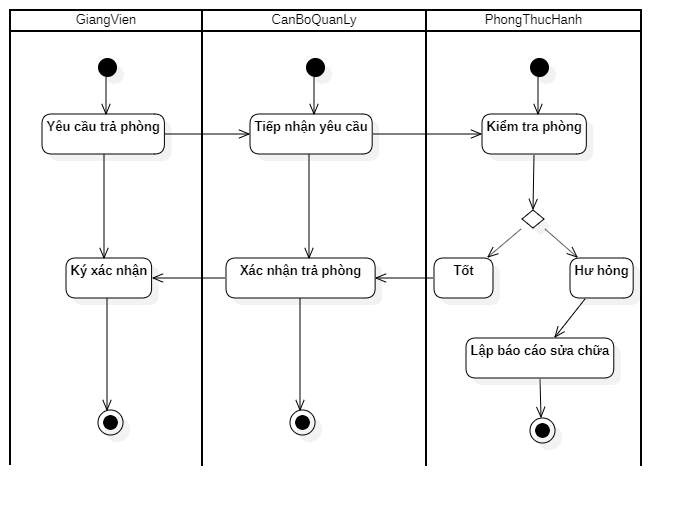 GiangVien
CanBoQuanLy
PhongThucHanh
Yêu cầu trả phòng
Tiếp nhận yêu cầu
Kiểm tra phòng
Ký xác nhận
Xác nhận trả phòng
Tốt
Hư hỏng
Lập báo cáo sửa chữa